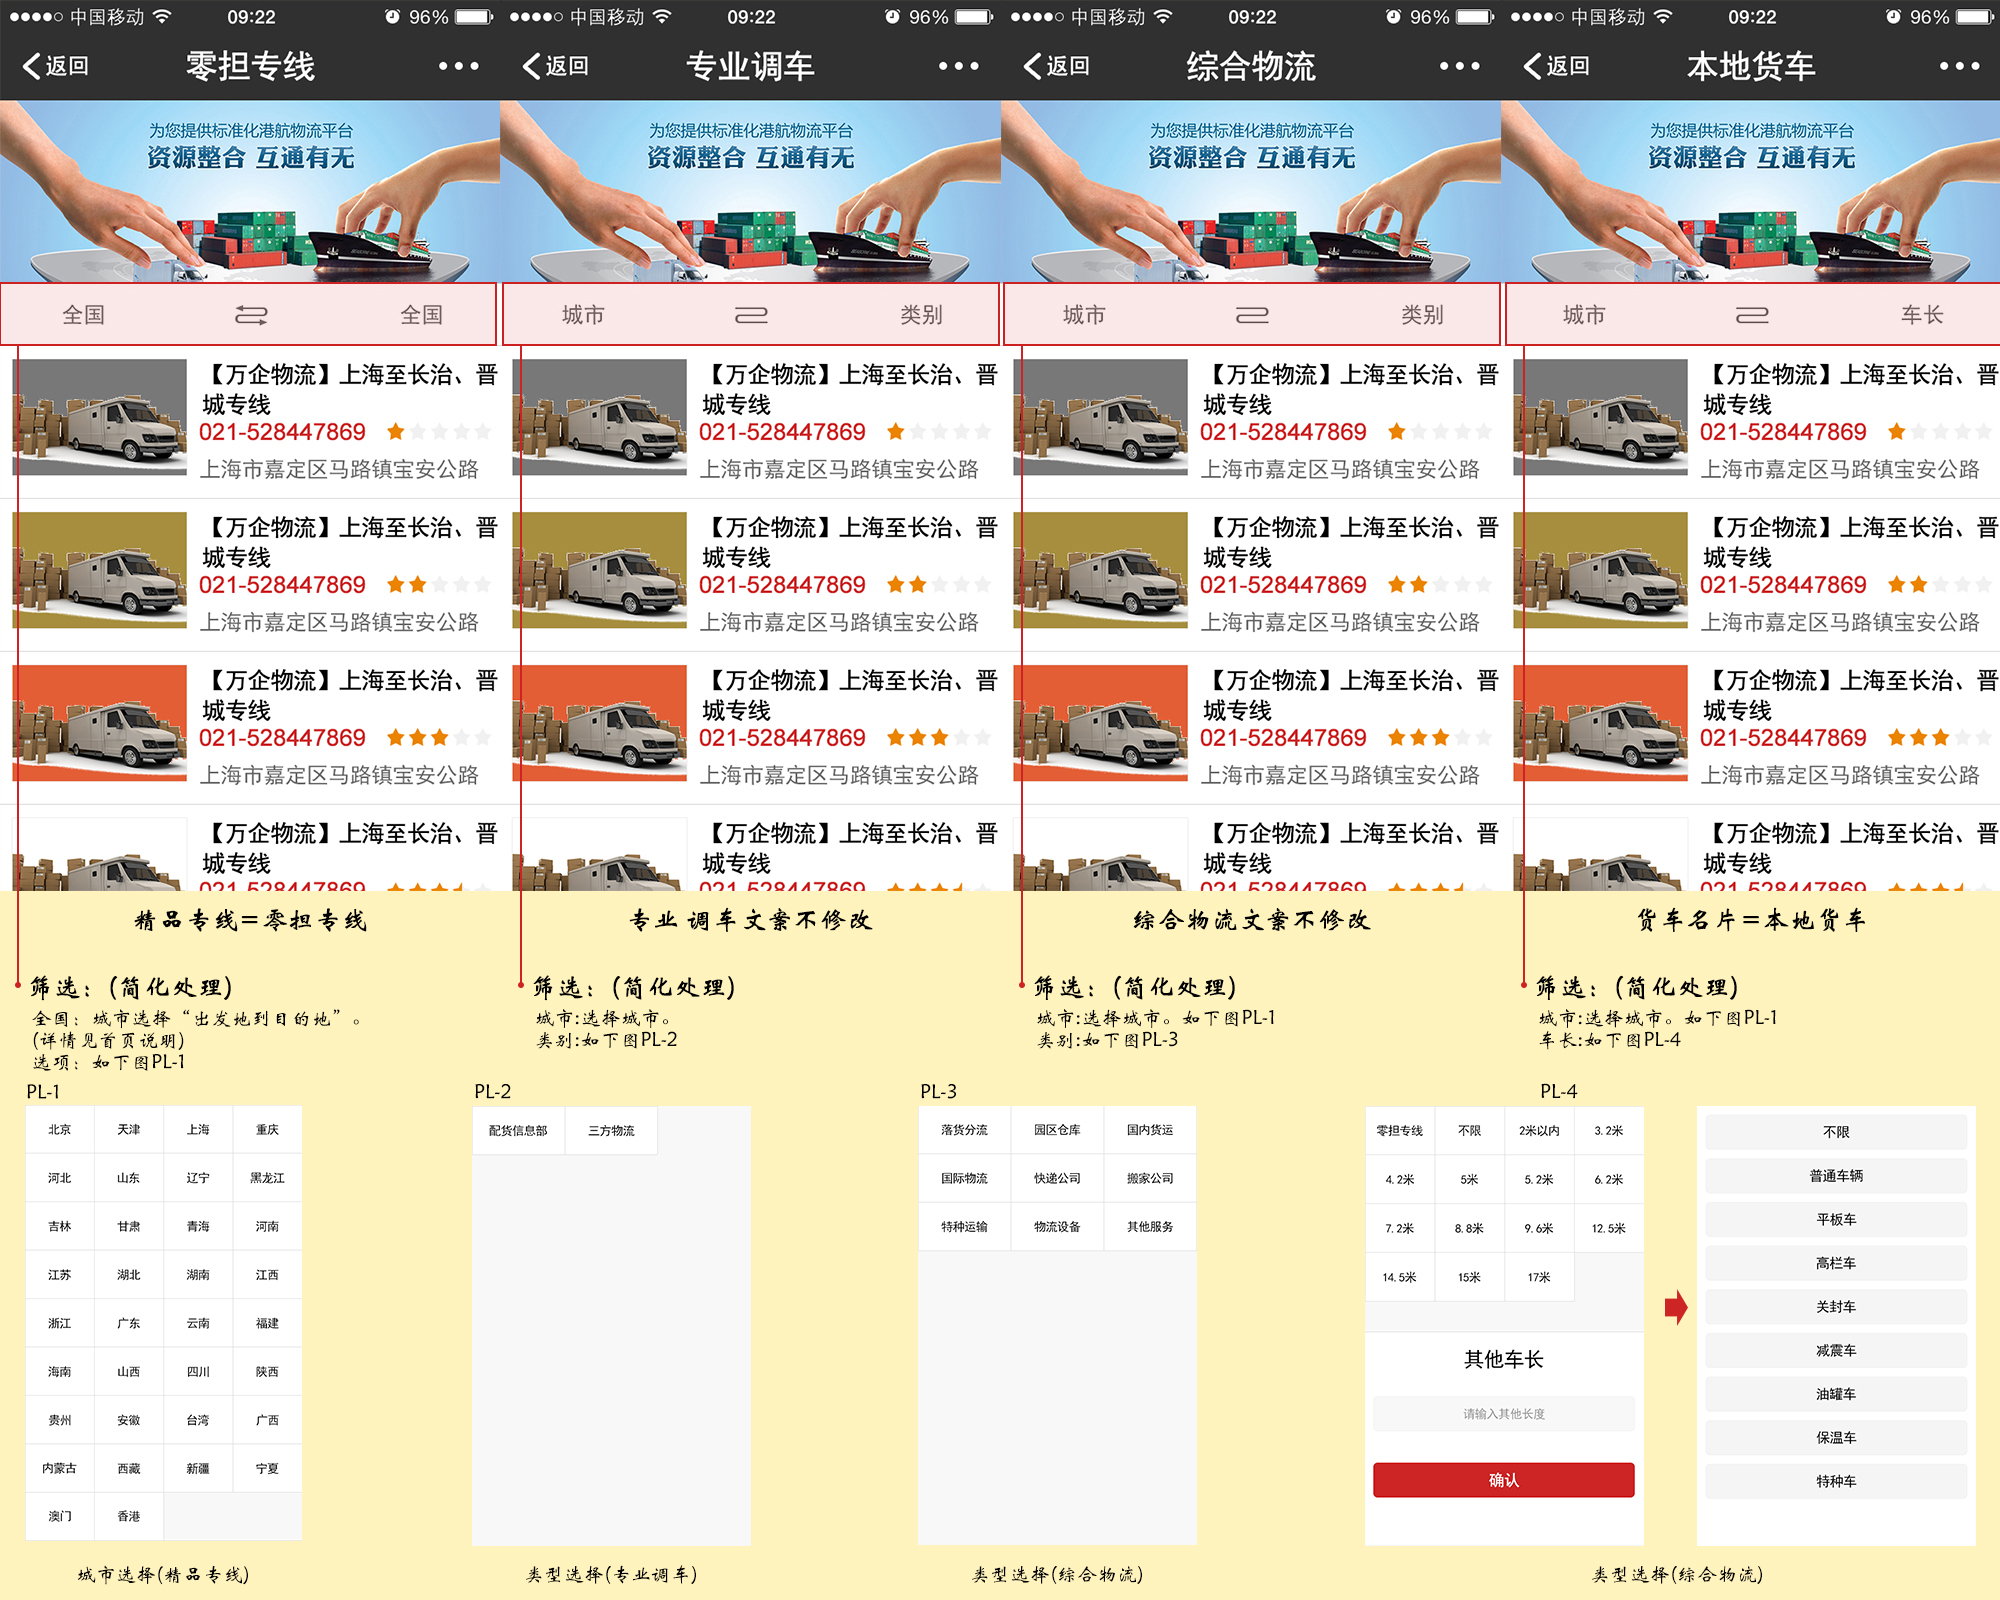 中国移动 09:22 96%
返回 零担专线
为您提供标准化港航物流平台
资源整合 互通有无
全国 全国
【万企物流】上海至长治、晋
城专线
021-528447869
上海市嘉定区马路镇宝安公路
【万企物流】上海至长治、晋
城专线
021-528447869
上海市嘉定区马路镇宝安公路
【万企物流】上海至长治、晋
城专线
021-528447869
上海市嘉定区马路镇宝安公路
【万企物流】上海至长治、晋
城专线
021-528447869
中国移动 09:22 96%
返回 专业调车
为您提供标准化港航物流平台
资源整合 互通有无
城市 类别
【万企物流】上海至长治、晋
城专线
021-528447869
上海市嘉定区马路镇宝安公路
【万企物流】上海至长治、晋
城专线
021-528447869
上海市嘉定区马路镇宝安公路
【万企物流】上海至长治、晋
城专线
021-528447869
上海市嘉定区马路镇宝安公路
【万企物流】上海至长治、晋
城专线
021-528447869
中国移动 09:22 96%
返回 综合物流
为您提供标准化港航物流平台
资源整合 互通有无
城市 类别
【万企物流】上海至长治、晋
城专线
021-528447869
上海市嘉定区马路镇宝安公路
【万企物流】上海至长治、晋
城专线
021-528447869
上海市嘉定区马路镇宝安公路
【万企物流】上海至长治、晋
城专线
021-528447869
上海市嘉定区马路镇宝安公路
【万企物流】上海至长治、晋
城专线
021-528447869
中国移动 09:22 96%
返回 本地货车
为您提供标准化港航物流平台
资源整合 互通有无
城市 车长
【万企物流】上海至长治、晋
城专线
021-528447869
上海市嘉定区马路镇宝安公路
【万企物流】上海至长治、晋
城专线
021-528447869
上海市嘉定区马路镇宝安公路
【万企物流】上海至长治、晋
城专线
021-528447869
上海市嘉定区马路镇宝安公路
【万企物流】上海至长治、晋
城专线
021-528447869
精品专线=零担专线
筛选：(简化处理)
全国：城市选择“出发地到目的地”。
(详情见首页说明)
选项：如下图PL-1
专业调车文案不修改
筛选：(简化处理)
城市:选择城市。
类别:如下图PL-2
综合物流文案不修改
筛选：(简化处理)
城市:选择城市。如下图PL-1
类别:如下图PL-3
货车名片=本地货车
筛选：(简化处理)
城市:选择城市。如下图PL-1
车长:如下图PL-4
PL-1
北京 天津 上海 重庆
河北 山东 辽宁 黑龙江
吉林 甘肃 青海 河南
江苏 湖北 湖南 江西
浙江 广东 云南 福建
海南 山西 四川 陕西
贵州 安徽 台湾 广西
内蒙古 西藏 新疆 宁夏
澳门 香港
城市选择(精品专线)
PL-2
配货信息部 三方物流
类型选择(专业调车)
PL-3
落货分流 园区仓库 国内货运
国际物流 快递公司 搬家公司
特种运输 物流设备 其他服务
类型选择(综合物流)
PL-4
零担专线 不限 2米以内 3.2米
4.2米 5米 5.2米 6.2米
7.2米 8.8米 9.6米 12.5米
14.5米 15米 17米
其他车长
请输入其他长度
确认
不限
普通车辆
平板车
高栏车
关封车
减震车
油罐车
保温车
特种车
类型选择(综合物流)